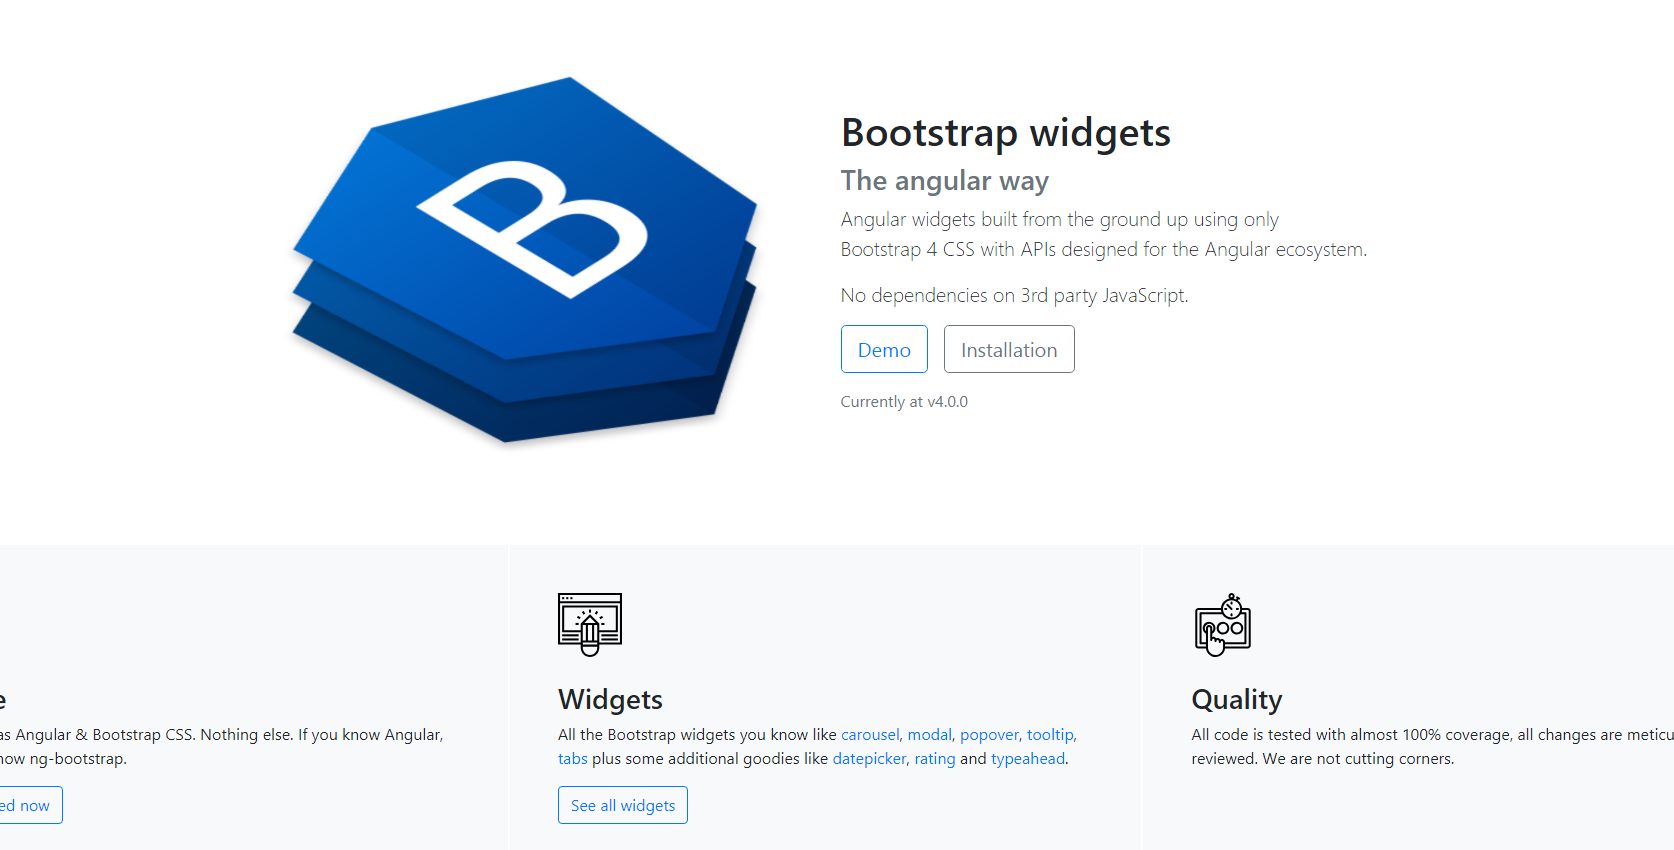 B
Bootstrap widgets
The angular way
Angular widgets built from the ground up using only
Bootstrap 4 CSS with APIs designed for the Angular ecosystem.
No dependencies on 3rd party JavaScript.
Demo
Installation
Currently at v4.0.0
Angular & Bootstrap CSS. Nothing else. If you know Angular,
ng-bootstrap.
now
Widgets
All the Bootstrap widgets you know like carousel, modal, popover, tooltip,
tabs plus some additional goodies like datepicker, rating and typeahead.
See all widgets
Quality
All code is tested with almost 100% coverage, all changes are
reviewed. We are not cutting corners.